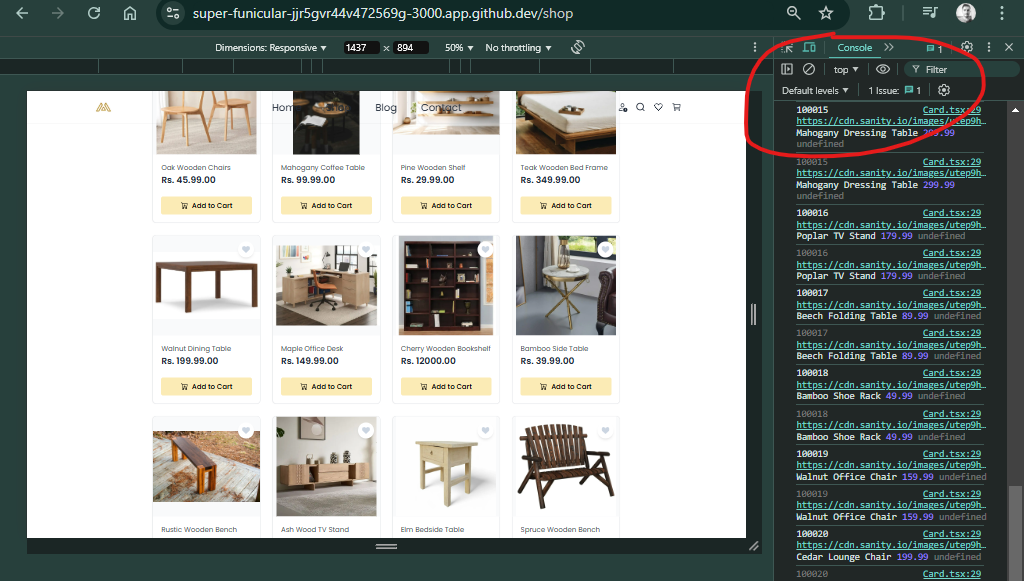 super-funicular-jjr5gvr44v472569g-3000.app.github.dev/shop
Dimensions: Responsive 1437 × 894 50% No throttling
Home Blog Contact
Oak Wooden Chairs
Rs. 45.99.00
Add to Cart
Mahogany Coffee Table
Rs. 99.99.00
Add to Cart
Pine Wooden Shelf
Rs. 29.99.00
Add to Cart
Teak Wooden Bed Frame
Rs. 349.99.00
Add to Cart
Walnut Dining Table
Rs. 199.99.00
Add to Cart
Maple Office Desk
Rs. 149.99.00
Add to Cart
Cherry Wooden Bookshelf
Rs. 12000.00
Add to Cart
Bamboo Side Table
Rs. 39.99.00
Add to Cart
Rustic Wooden Bench
Ash Wood TV Stand
Elm Bedside Table
Spruce Wooden Bench
Console 1
top Filter
Default levels 1 Issue: 1
100015 Card.tsx:29
https://cdn.sanity.io/images/utep9h…
Mahogany Dressing Table 299.99
undefined
100015 Card.tsx:29
https://cdn.sanity.io/images/utep9h…
Mahogany Dressing Table 299.99
undefined
100016 Card.tsx:29
https://cdn.sanity.io/images/utep9h…
Poplar TV Stand 179.99 undefined
100016 Card.tsx:29
https://cdn.sanity.io/images/utep9h…
Poplar TV Stand 179.99 undefined
100017 Card.tsx:29
https://cdn.sanity.io/images/utep9h…
Beech Folding Table 89.99 undefined
100017 Card.tsx:29
https://cdn.sanity.io/images/utep9h…
Beech Folding Table 89.99 undefined
100018 Card.tsx:29
https://cdn.sanity.io/images/utep9h…
Bamboo Shoe Rack 49.99 undefined
100018 Card.tsx:29
https://cdn.sanity.io/images/utep9h…
Bamboo Shoe Rack 49.99 undefined
100019 Card.tsx:29
https://cdn.sanity.io/images/utep9h…
Walnut Office Chair 159.99 undefined
100019 Card.tsx:29
https://cdn.sanity.io/images/utep9h…
Walnut Office Chair 159.99 undefined
100020 Card.tsx:29
https://cdn.sanity.io/images/utep9h…
Cedar Lounge Chair 199.99 undefined
100020 Card.tsx:29